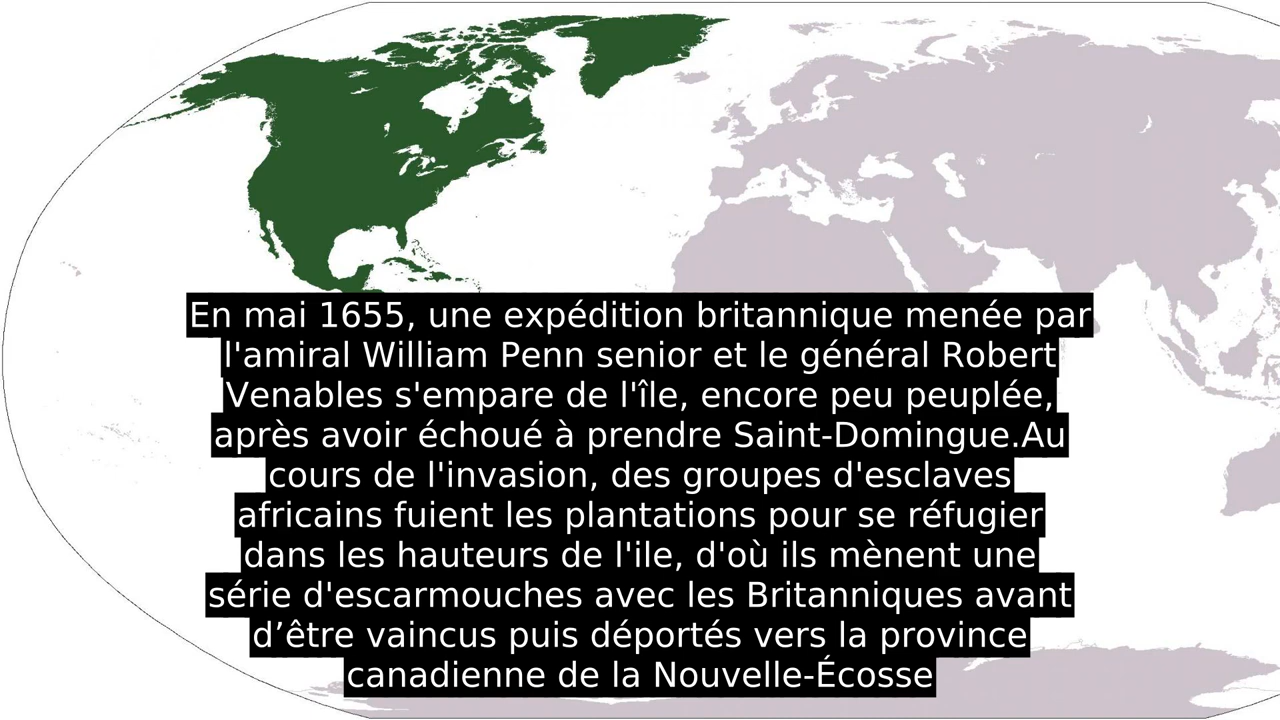 En mai 1655, une expédition britannique menée par
l'amiral William Penn senior et le général Robert
Venables s'empare de l'île, encore peu peuplée,
après avoir échoué à prendre Saint-Domingue.Au
cours de l'invasion, des groupes d'esclaves
africains fuient les plantations pour se réfugier
dans les hauteurs de l'ile, d'où ils mènent une
série d'escarmouches avec les Britanniques avant
d’être vaincus puis déportés vers la province
canadienne de la Nouvelle-Écosse